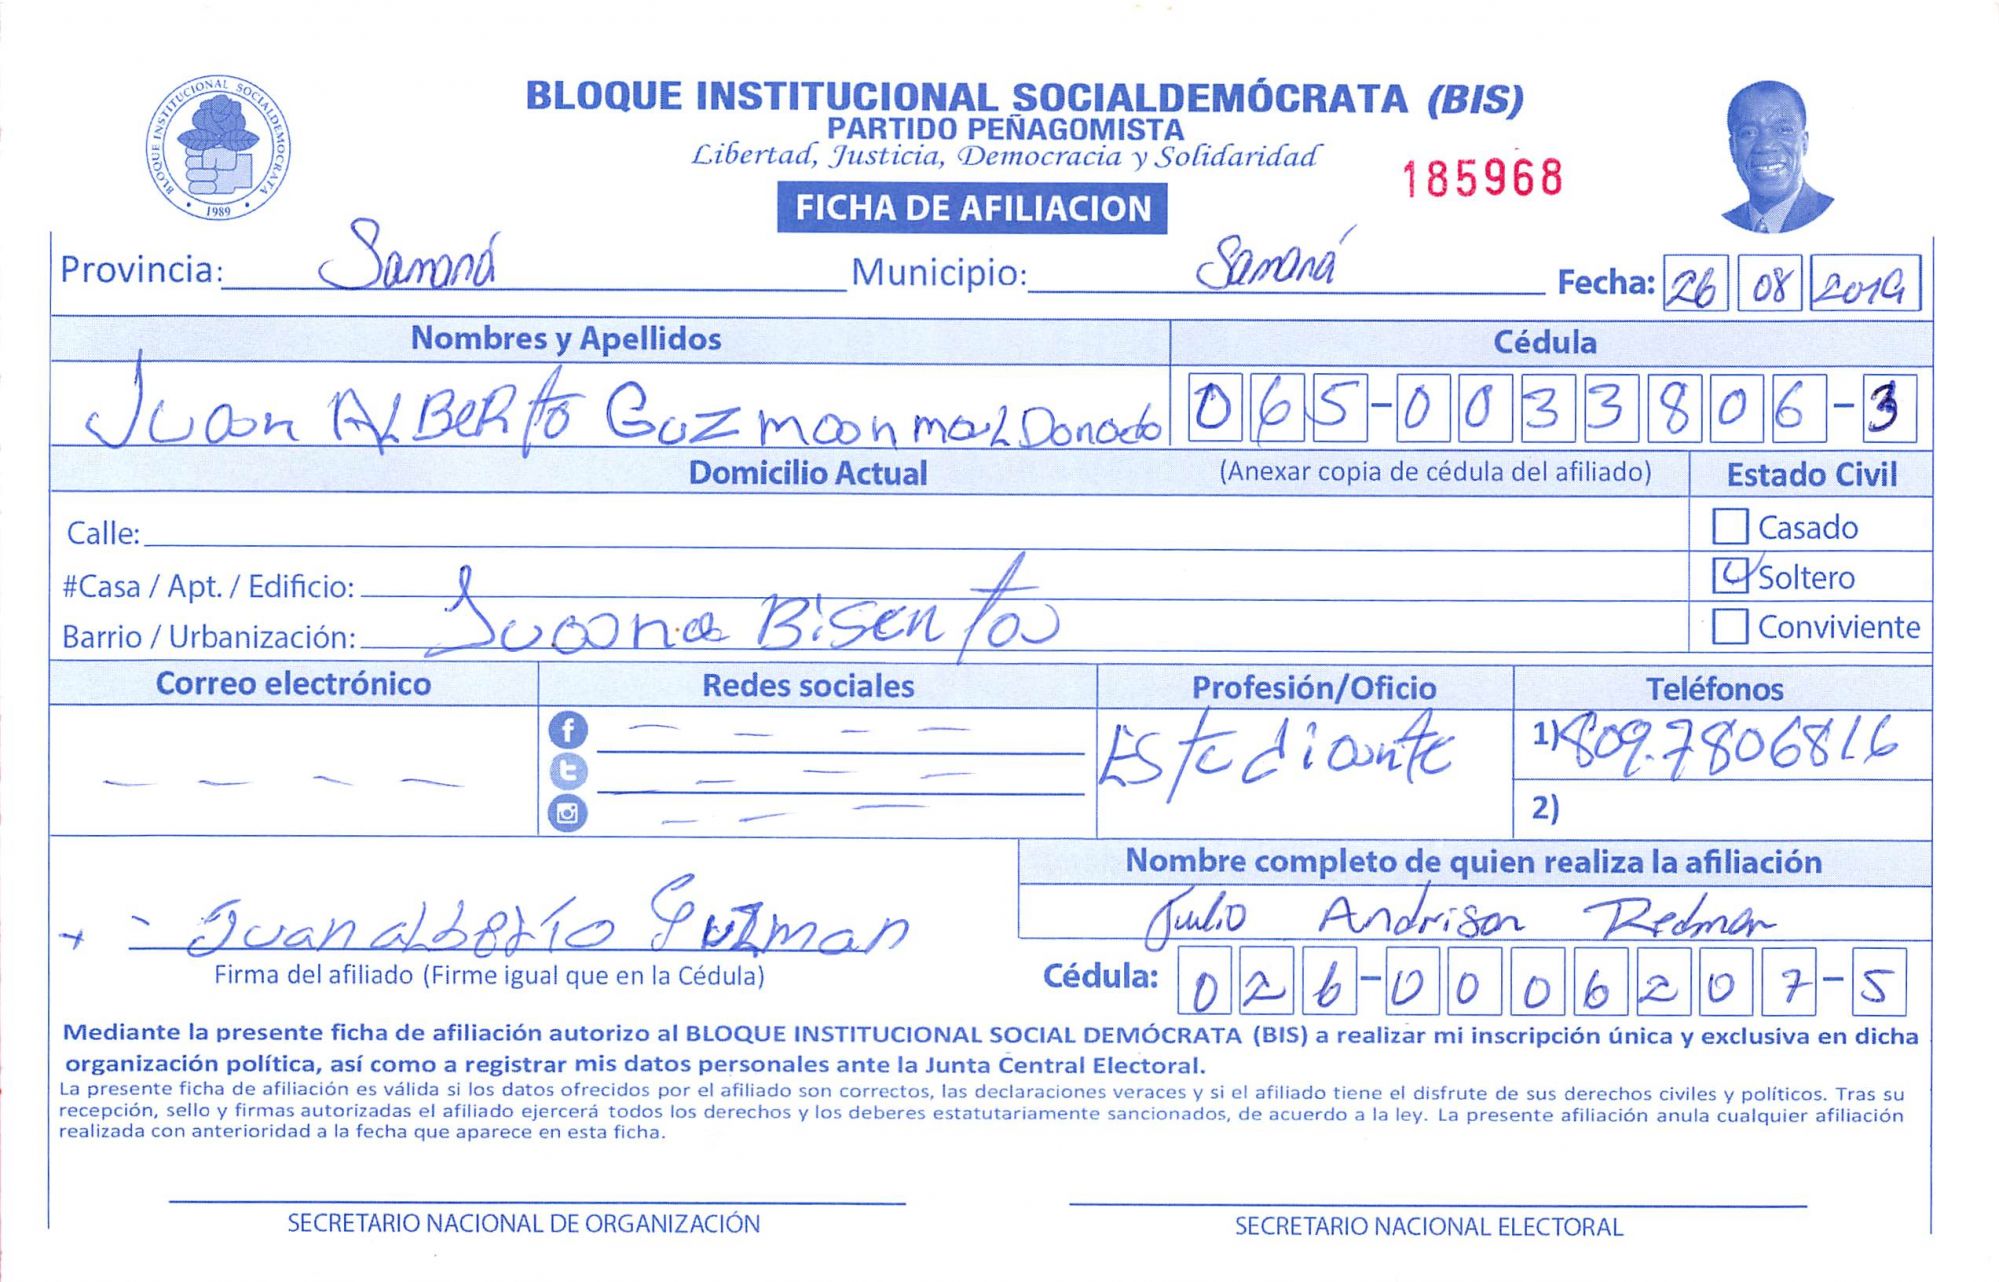 BLOQUE INSTITUCIONAL SOCIALDEMÓCRATA (BIS)
PARTIDO PEÑAGOMISTA
Libertad, Justicia, Democracia y Solidaridad
185968
FICHA DE AFILIACION
BLOQUE INSTITUCIONAL SOCIALDEMOCRATA
1989
Provincia: Samaná Municipio: Samaná Fecha: 26 08 2019
Nombres y Apellidos Cédula
Juan ALBERTO GUZman malDonado 065-0033806-3
Domicilio Actual (Anexar copia de cédula del afiliado) Estado Civil
Calle: Casado
#Casa / Apt. / Edificio: Soltero
Barrio / Urbanización: Juana Bisenta Conviviente
Correo electrónico Redes sociales Profesión/Oficio Teléfonos
Estediante 1) 809.7806816
2)
Nombre completo de quien realiza la afiliación
Julio Andrison Redman
Juan alberto Guzman
Firma del afiliado (Firme igual que en la Cédula) Cédula: 026-0006207-5
Mediante la presente ficha de afiliación autorizo al BLOQUE INSTITUCIONAL SOCIAL DEMÓCRATA (BIS) a realizar mi inscripción única y exclusiva en dicha
organización política, así como a registrar mis datos personales ante la Junta Central Electoral.
La presente ficha de afiliación es válida si los datos ofrecidos por el afiliado son correctos, las declaraciones veraces y si el afiliado tiene el disfrute de sus derechos civiles y políticos. Tras su
recepción, sello y firmas autorizadas el afiliado ejercerá todos los derechos y los deberes estatutariamente sancionados, de acuerdo a la ley. La presente afiliación anula cualquier afiliación
realizada con anterioridad a la fecha que aparece en esta ficha.
SECRETARIO NACIONAL DE ORGANIZACIÓN SECRETARIO NACIONAL ELECTORAL